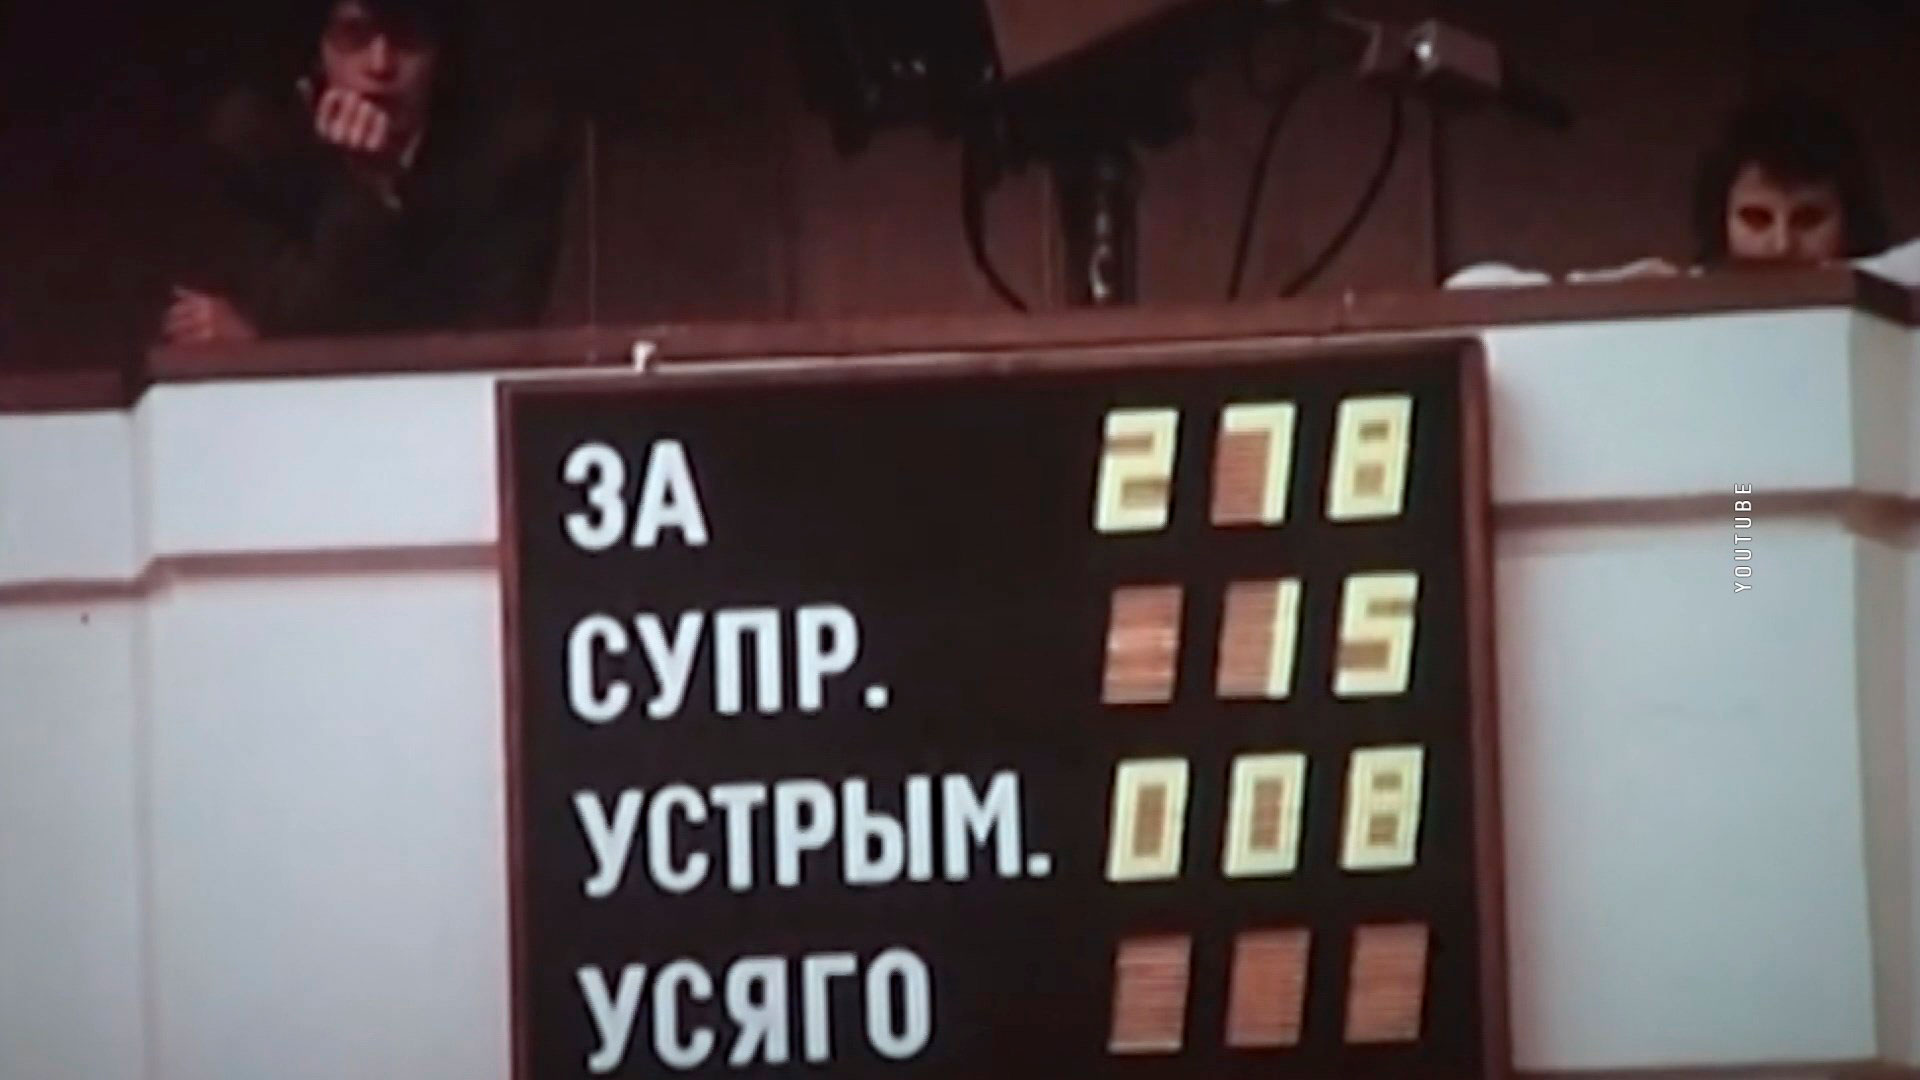 ЗА 278
СУПР. 15
УСТРЫМ. 008
УСЯГО
YOUTUBE